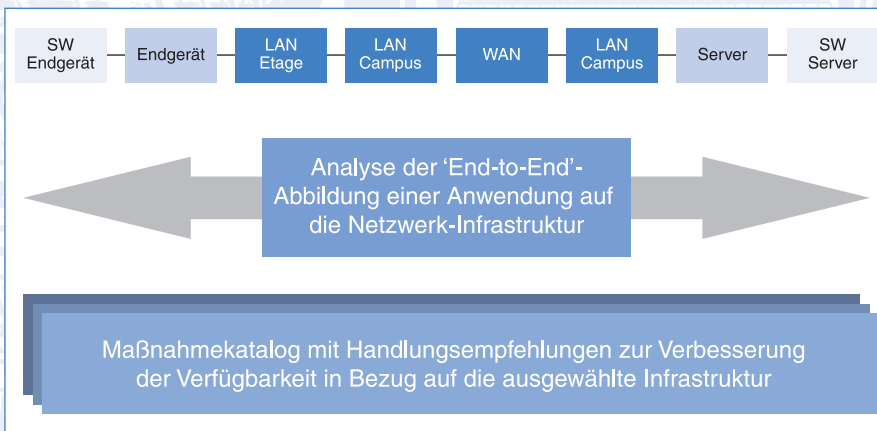 SW
Endgerät
Endgerät
LAN
Etage
LAN
Campus
WAN
LAN
Campus
Server
SW
Server
Analyse der ‘End-to-End’-
Abbildung einer Anwendung auf
die Netzwerk-Infrastruktur
Maßnahmekatalog mit Handlungsempfehlungen zur Verbesserung
der Verfügbarkeit in Bezug auf die ausgewählte Infrastruktur